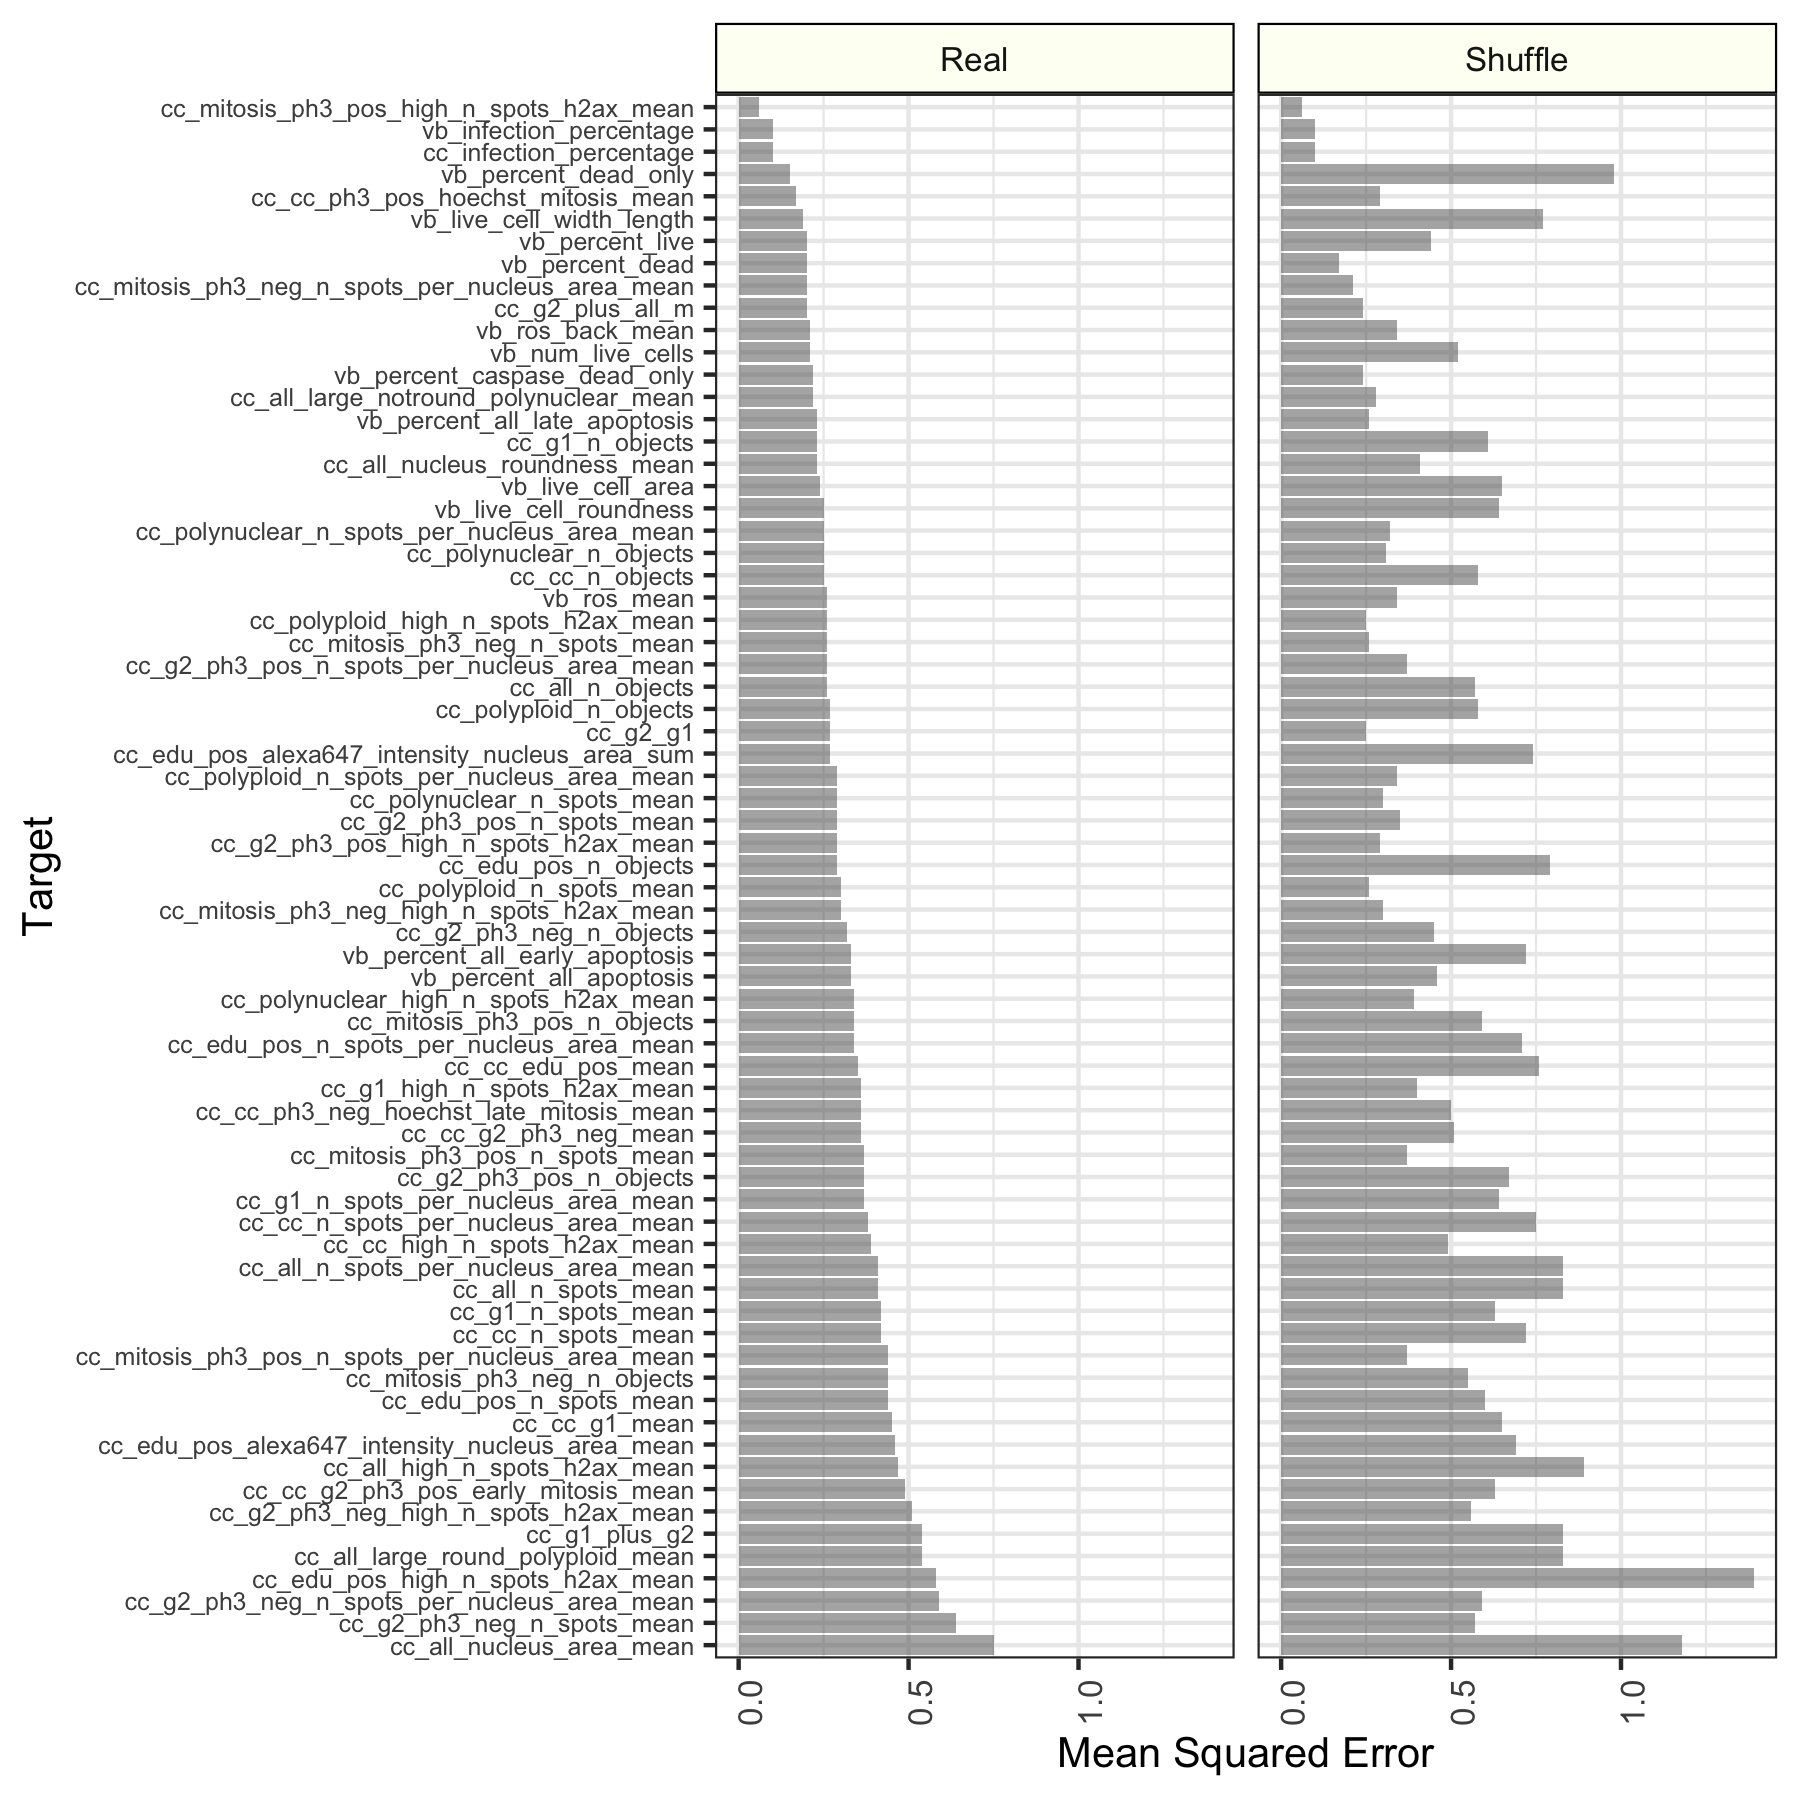 Real
Shuffle
cc_mitosis_ph3_pos_high_n_spots_h2ax_mean
vb_infection_percentage
cc_infection_percentage
vb_percent_dead_only
cc_cc_ph3_pos_hoechst_mitosis_mean
vb_live_cell_width_length
vb_percent_live
vb_percent_dead
cc_mitosis_ph3_neg_n_spots_per_nucleus_area_mean
cc_g2_plus_all_m
vb_ros_back_mean
vb_num_live_cells
vb_percent_caspase_dead_only
cc_all_large_notround_polynuclear_mean
vb_percent_all_late_apoptosis
cc_g1_n_objects
cc_all_nucleus_roundness_mean
vb_live_cell_area
vb_live_cell_roundness
cc_polynuclear_n_spots_per_nucleus_area_mean
cc_polynuclear_n_objects
cc_cc_n_objects
vb_ros_mean
cc_polyploid_high_n_spots_h2ax_mean
cc_mitosis_ph3_neg_n_spots_mean
cc_g2_ph3_pos_n_spots_per_nucleus_area_mean
cc_all_n_objects
cc_polyploid_n_objects
cc_g2_g1
cc_edu_pos_alexa647_intensity_nucleus_area_sum
cc_polyploid_n_spots_per_nucleus_area_mean
cc_polynuclear_n_spots_mean
cc_g2_ph3_pos_n_spots_mean
cc_g2_ph3_pos_high_n_spots_h2ax_mean
cc_edu_pos_n_objects
cc_polyploid_n_spots_mean
cc_mitosis_ph3_neg_high_n_spots_h2ax_mean
cc_g2_ph3_neg_n_objects
vb_percent_all_early_apoptosis
vb_percent_all_apoptosis
cc_polynuclear_high_n_spots_h2ax_mean
cc_mitosis_ph3_pos_n_objects
cc_edu_pos_n_spots_per_nucleus_area_mean
cc_cc_edu_pos_mean
cc_g1_high_n_spots_h2ax_mean
cc_cc_ph3_neg_hoechst_late_mitosis_mean
cc_cc_g2_ph3_neg_mean
cc_mitosis_ph3_pos_n_spots_mean
cc_g2_ph3_pos_n_objects
cc_g1_n_spots_per_nucleus_area_mean
cc_cc_n_spots_per_nucleus_area_mean
cc_cc_high_n_spots_h2ax_mean
cc_all_n_spots_per_nucleus_area_mean
cc_all_n_spots_mean
cc_g1_n_spots_mean
cc_cc_n_spots_mean
cc_mitosis_ph3_pos_n_spots_per_nucleus_area_mean
cc_mitosis_ph3_neg_n_objects
cc_edu_pos_n_spots_mean
cc_cc_g1_mean
cc_edu_pos_alexa647_intensity_nucleus_area_mean
cc_all_high_n_spots_h2ax_mean
cc_cc_g2_ph3_pos_early_mitosis_mean
cc_g2_ph3_neg_high_n_spots_h2ax_mean
cc_g1_plus_g2
cc_all_large_round_polyploid_mean
cc_edu_pos_high_n_spots_h2ax_mean
cc_g2_ph3_neg_n_spots_per_nucleus_area_mean
cc_g2_ph3_neg_n_spots_mean
cc_all_nucleus_area_mean
Target
0.0 0.5 1.0
0.0 0.5 1.0
Mean Squared Error